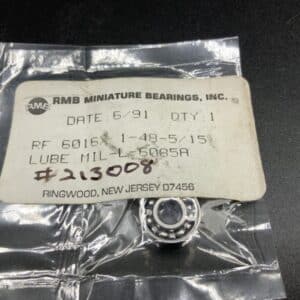 RMB RMB MINIATURE BEARINGS, INC.
DATE 6/91 QTY 1
RF 6016 1-48-5/15
LUBE MIL-L-6085A
#213008
RINGWOOD, NEW JERSEY 07456